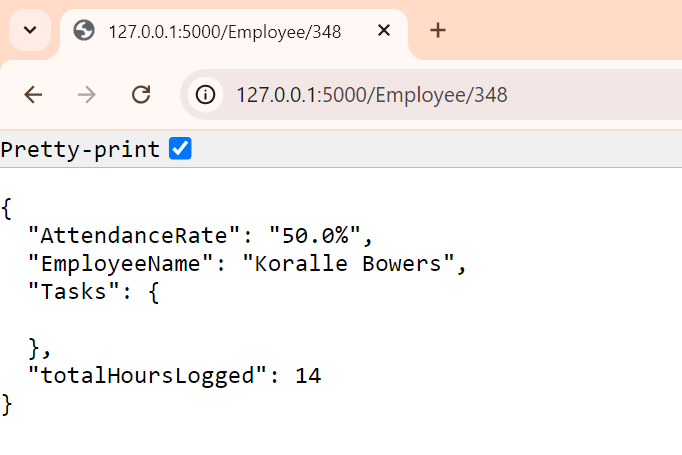 127.0.0.1:5000/Employee/348
127.0.0.1:5000/Employee/348
Pretty-print
{
  "AttendanceRate": "50.0%",
  "EmployeeName": "Koralle Bowers",
  "Tasks": {
  },
  "totalHoursLogged": 14
}